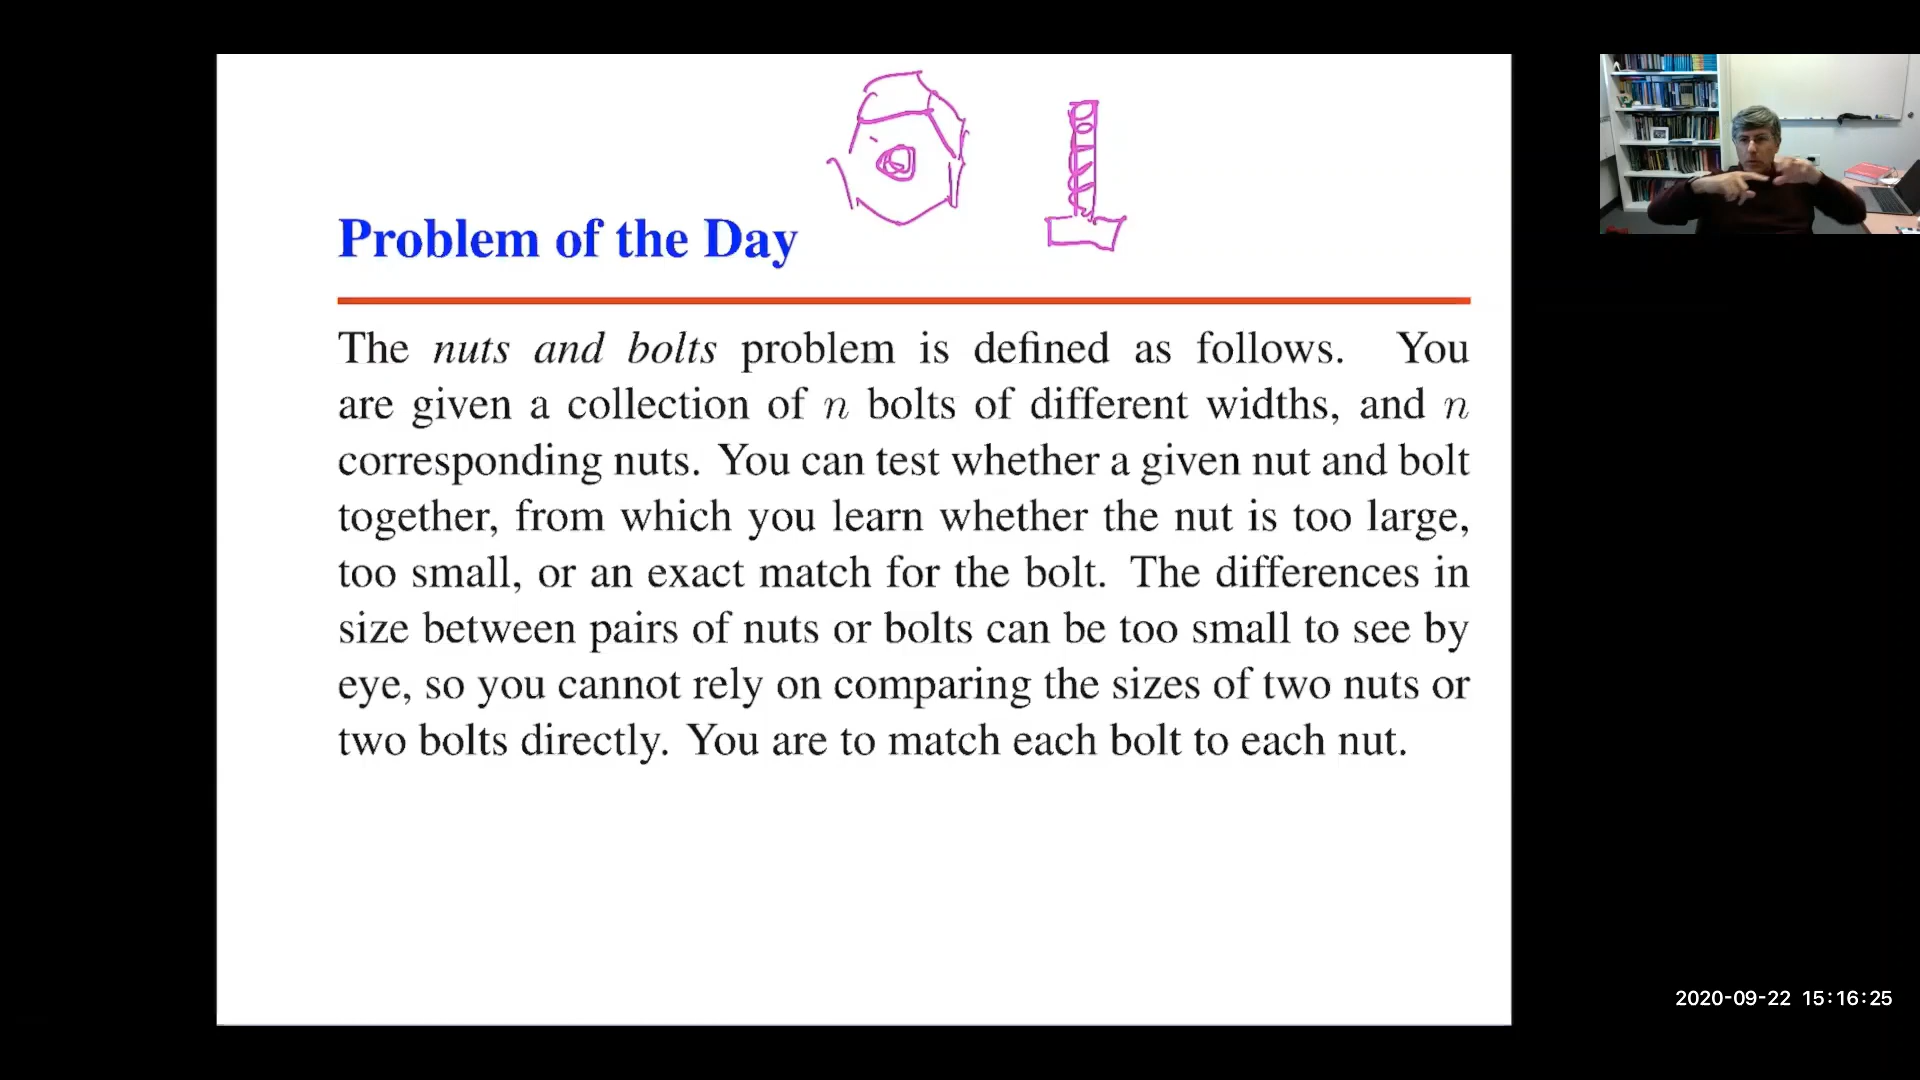 Problem of the Day
The nuts and bolts problem is defined as follows. You
are given a collection of n bolts of different widths, and n
corresponding nuts. You can test whether a given nut and bolt
together, from which you learn whether the nut is too large,
too small, or an exact match for the bolt. The differences in
size between pairs of nuts or bolts can be too small to see by
eye, so you cannot rely on comparing the sizes of two nuts or
two bolts directly. You are to match each bolt to each nut.
2020-09-22 15:16:25